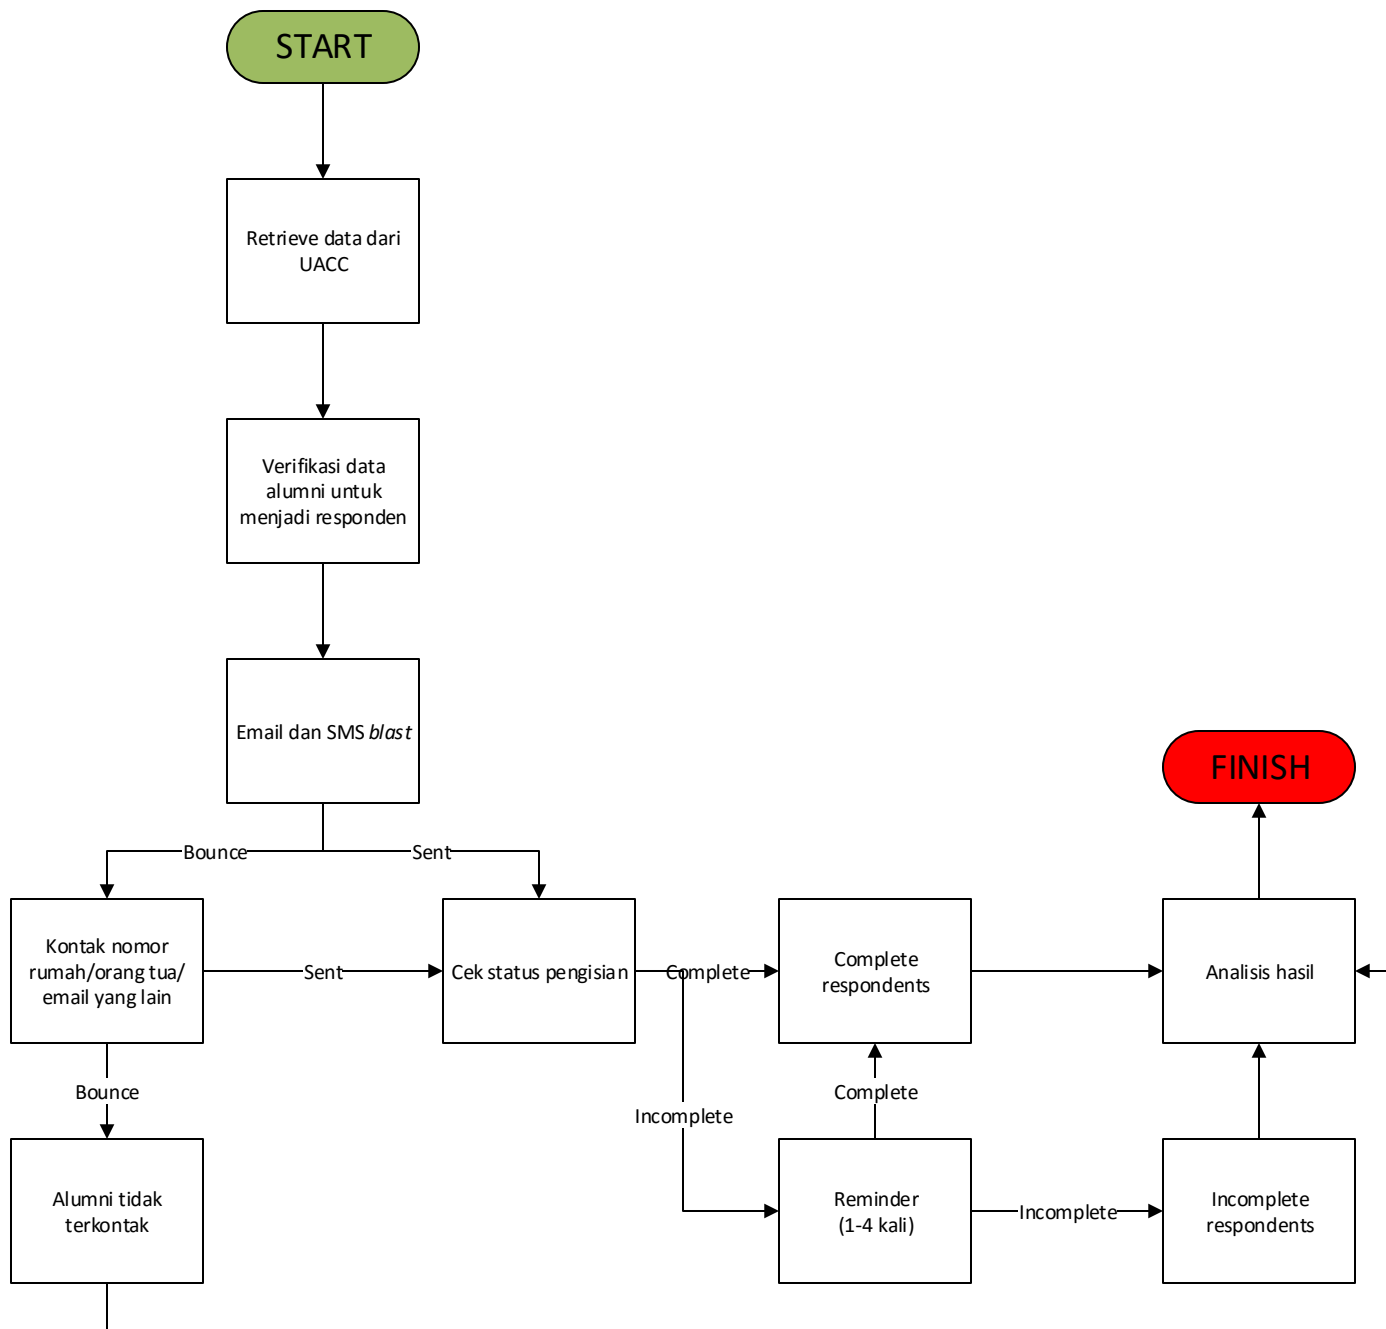 START
Retrieve data dari
UACC
Verifikasi data
alumni untuk
menjadi responden
Email dan SMS blast
FINISH
Bounce
Sent
Kontak nomor
rumah/orang tua/
email yang lain
Sent
Cek status pengisian
Complete
Complete
respondents
Analisis hasil
Bounce
Incomplete
Complete
Alumni tidak
terkontak
Reminder
(1-4 kali)
Incomplete
Incomplete
respondents